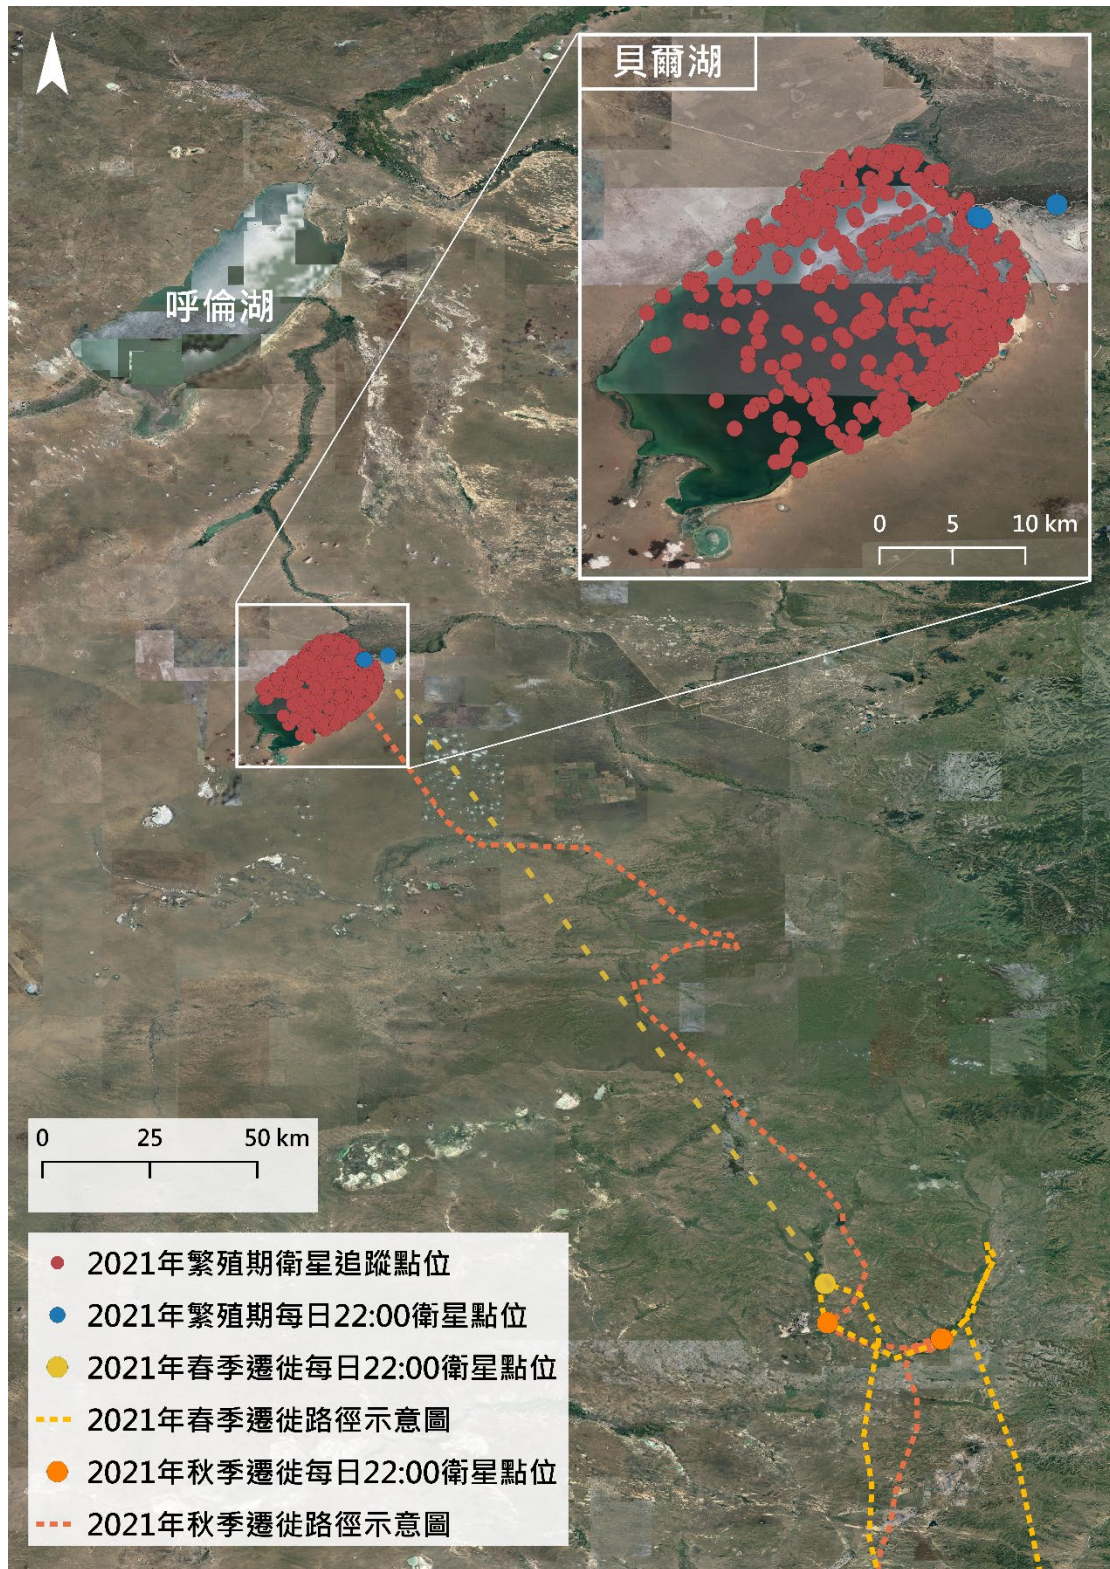 貝爾湖
呼倫湖
0 5 10 km
0 25 50 km
2021年繁殖期衛星追蹤點位
2021年繁殖期每日22:00衛星點位
2021年春季遷徙每日22:00衛星點位
2021年春季遷徙路徑示意圖
2021年秋季遷徙每日22:00衛星點位
2021年秋季遷徙路徑示意圖